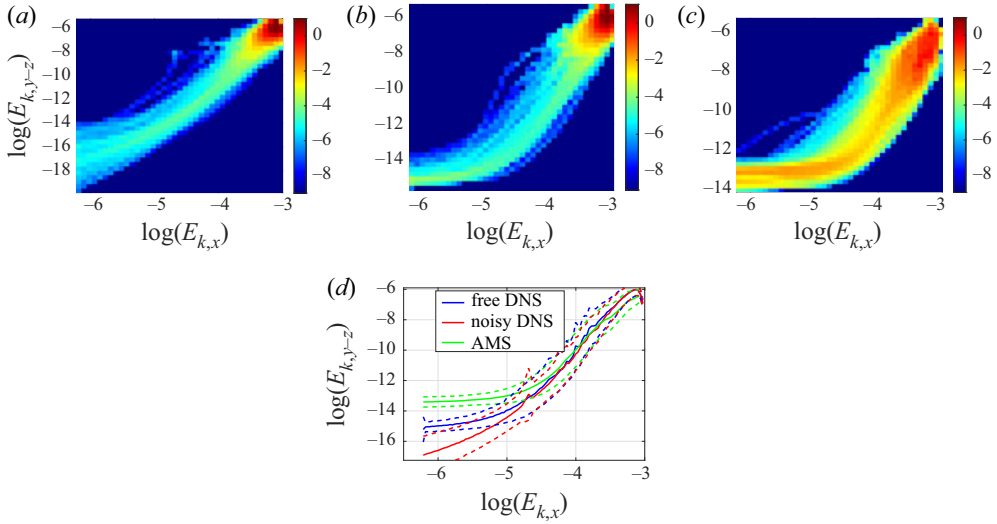 (a) (b) (c)
−6 −8 −10 −12 −14 −16 −18
log(E_{k,y−z})
−6 −4 −3
log(E_{k,x})
0 −2 −4 −6 −8
−6 −8 −10 −12 −14
−6 −4 −3
log(E_{k,x})
0 −2 −4 −6 −8
−6 −8 −10 −12 −14
−6 −4 −3
log(E_{k,x})
0 −2 −4 −6 −8
(d)
−6 −8 −10 −12 −14 −16
log(E_{k,y−z})
free DNS
noisy DNS
AMS
−6 −5 −4 −3
log(E_{k,x})